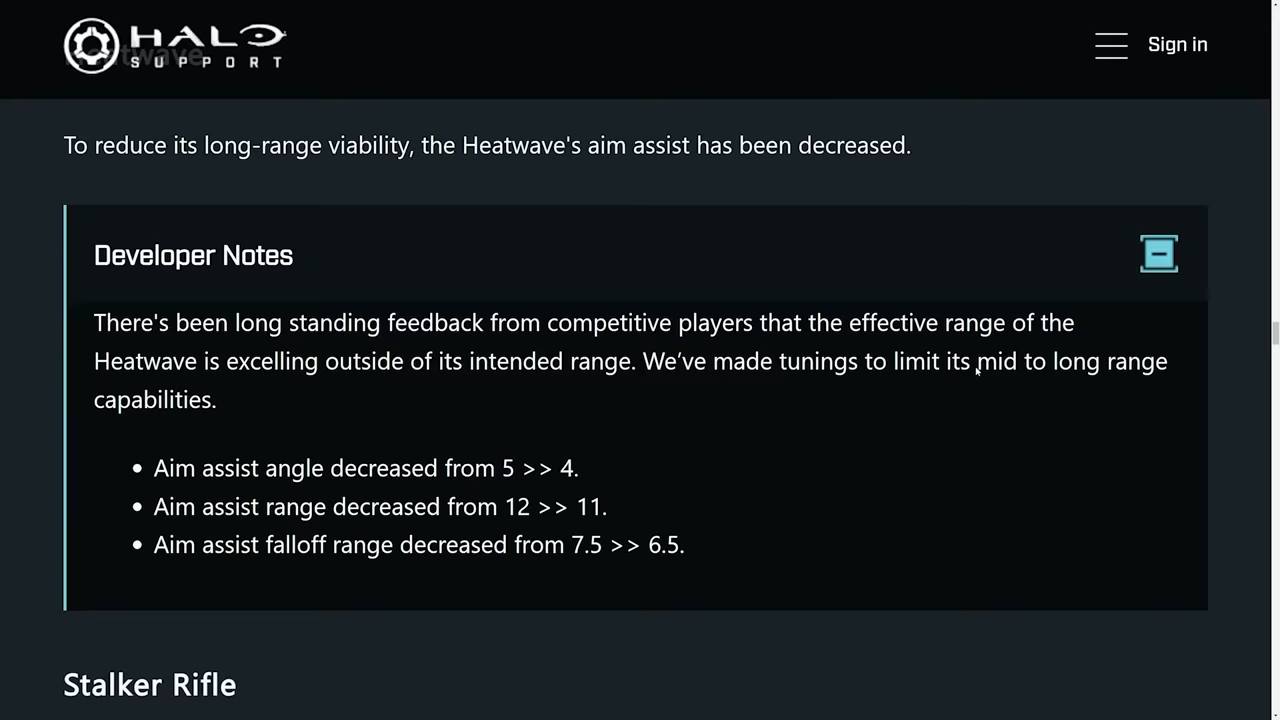 HALO
SUPPORT
Sign in
Heatwave
To reduce its long-range viability, the Heatwave's aim assist has been decreased.
Developer Notes
There's been long standing feedback from competitive players that the effective range of the
Heatwave is excelling outside of its intended range. We’ve made tunings to limit its mid to long range
capabilities.
• Aim assist angle decreased from 5 >> 4.
• Aim assist range decreased from 12 >> 11.
• Aim assist falloff range decreased from 7.5 >> 6.5.
Stalker Rifle